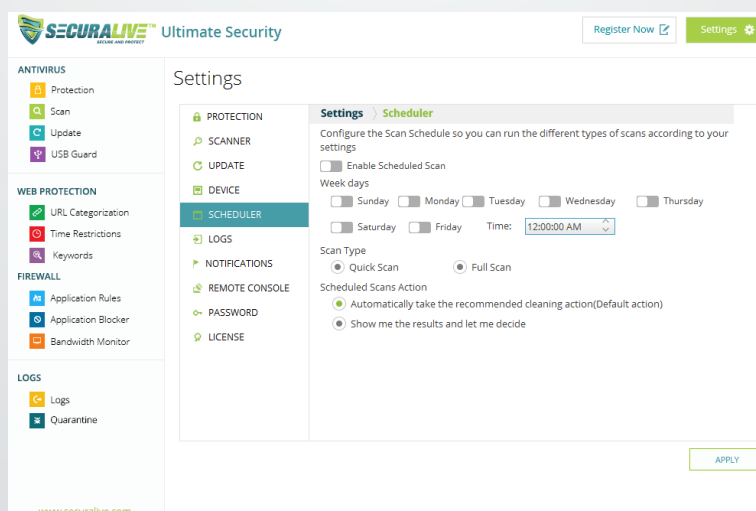 SECURALIVE™ Ultimate Security
SECURE AND PROTECT
Register Now
Settings
ANTIVIRUS
Protection
Scan
Update
USB Guard
WEB PROTECTION
URL Categorization
Time Restrictions
Keywords
FIREWALL
Application Rules
Application Blocker
Bandwidth Monitor
LOGS
Logs
Quarantine
www.securalive.com
Settings
PROTECTION
SCANNER
UPDATE
DEVICE
SCHEDULER
LOGS
NOTIFICATIONS
REMOTE CONSOLE
PASSWORD
LICENSE
Settings Scheduler
Configure the Scan Schedule so you can run the different types of scans according to your
settings
Enable Scheduled Scan
Week days
Sunday Monday Tuesday Wednesday Thursday
Saturday Friday Time: 12:00:00 AM
Scan Type
Quick Scan Full Scan
Scheduled Scans Action
Automatically take the recommended cleaning action(Default action)
Show me the results and let me decide
APPLY